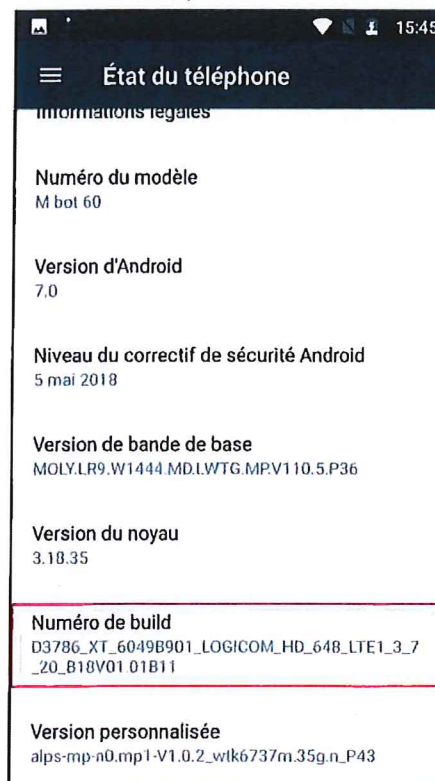 15:45
État du téléphone
Informations légales
Numéro du modèle
M bot 60
Version d'Android
7.0
Niveau du correctif de sécurité Android
5 mai 2018
Version de bande de base
MOLY.LR9.W1444.MD.LWTG.MP.V110.5.P36
Version du noyau
3.18.35
Numéro de build
D3786_XT_6049B901_LOGICOM_HD_648_LTE1_3_7
_20_B18V01.01B11
Version personnalisée
alps-mp-n0.mp1-V1.0.2_wtk6737m.35g.n_P43